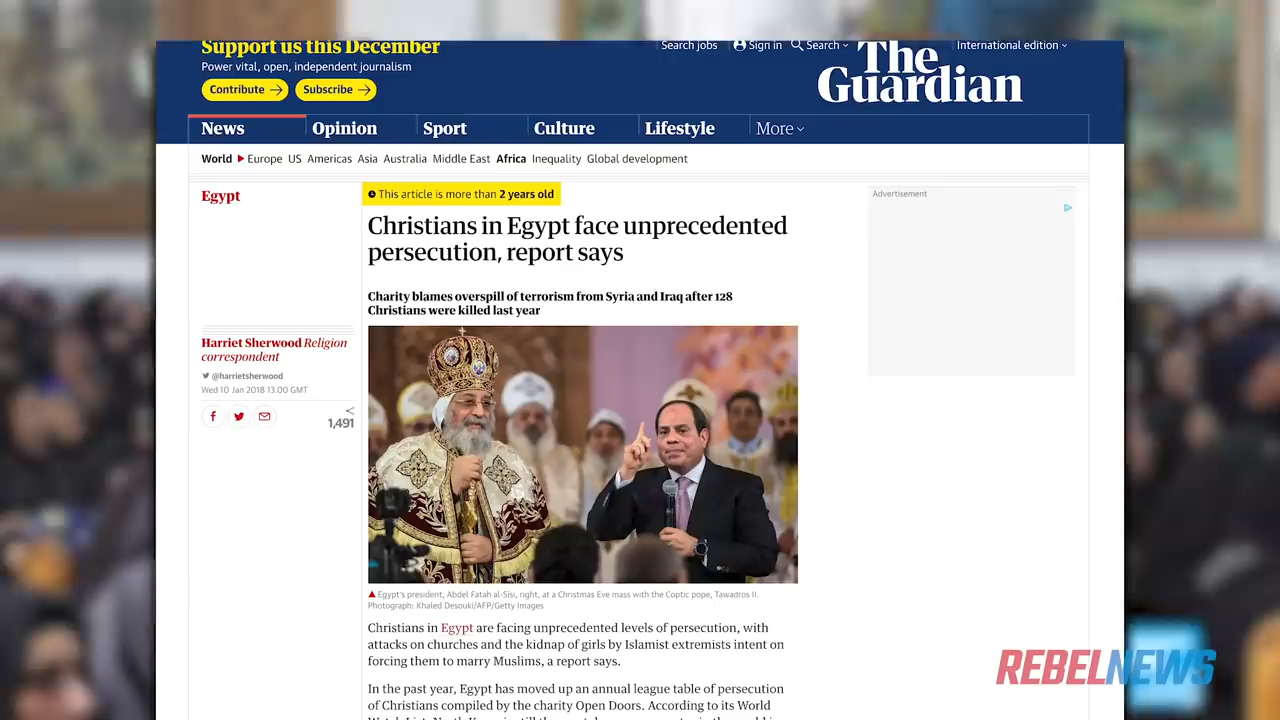 Support us this December
Power vital, open, independent journalism
Contribute
Subscribe
Search jobs
Sign in
Search
International edition
The
Guardian
News
Opinion
Sport
Culture
Lifestyle
More
World Europe US Americas Asia Australia Middle East Africa Inequality Global development
Egypt
This article is more than 2 years old
Christians in Egypt face unprecedented
persecution, report says
Charity blames overspill of terrorism from Syria and Iraq after 128
Christians were killed last year
Harriet Sherwood Religion
correspondent
@harrietsherwood
Wed 10 Jan 2018 13.00 GMT
1,491
Advertisement
Egypt's president, Abdel Fatah al-Sisi, right, at a Christmas Eve mass with the Coptic pope, Tawadros II.
Photograph: Khaled Desouki/AFP/Getty Images
Christians in Egypt are facing unprecedented levels of persecution, with
attacks on churches and the kidnap of girls by Islamist extremists intent on
forcing them to marry Muslims, a report says.
In the past year, Egypt has moved up an annual league table of persecution
of Christians compiled by the charity Open Doors. According to its World
REBELNEWS